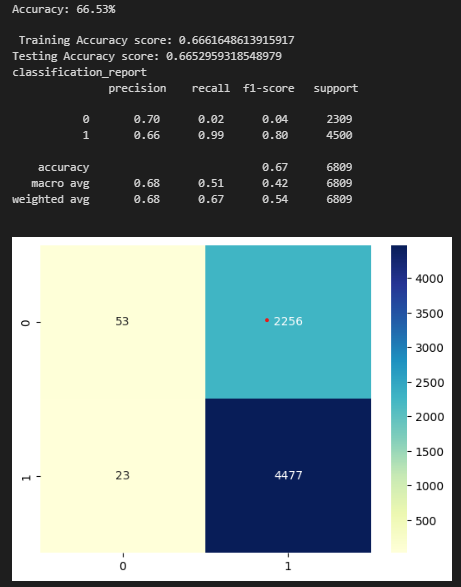 Accuracy: 66.53%
Training Accuracy score: 0.6661648613915917
Testing Accuracy score: 0.6652959318548979
classification_report
precision recall f1-score support
0 0.70 0.02 0.04 2309
1 0.66 0.99 0.80 4500
accuracy 0.67 6809
macro avg 0.68 0.51 0.42 6809
weighted avg 0.68 0.67 0.54 6809
4000
0 53 2256
3500
3000
2500
2000
1 23 4477
1500
1000
500
0 1